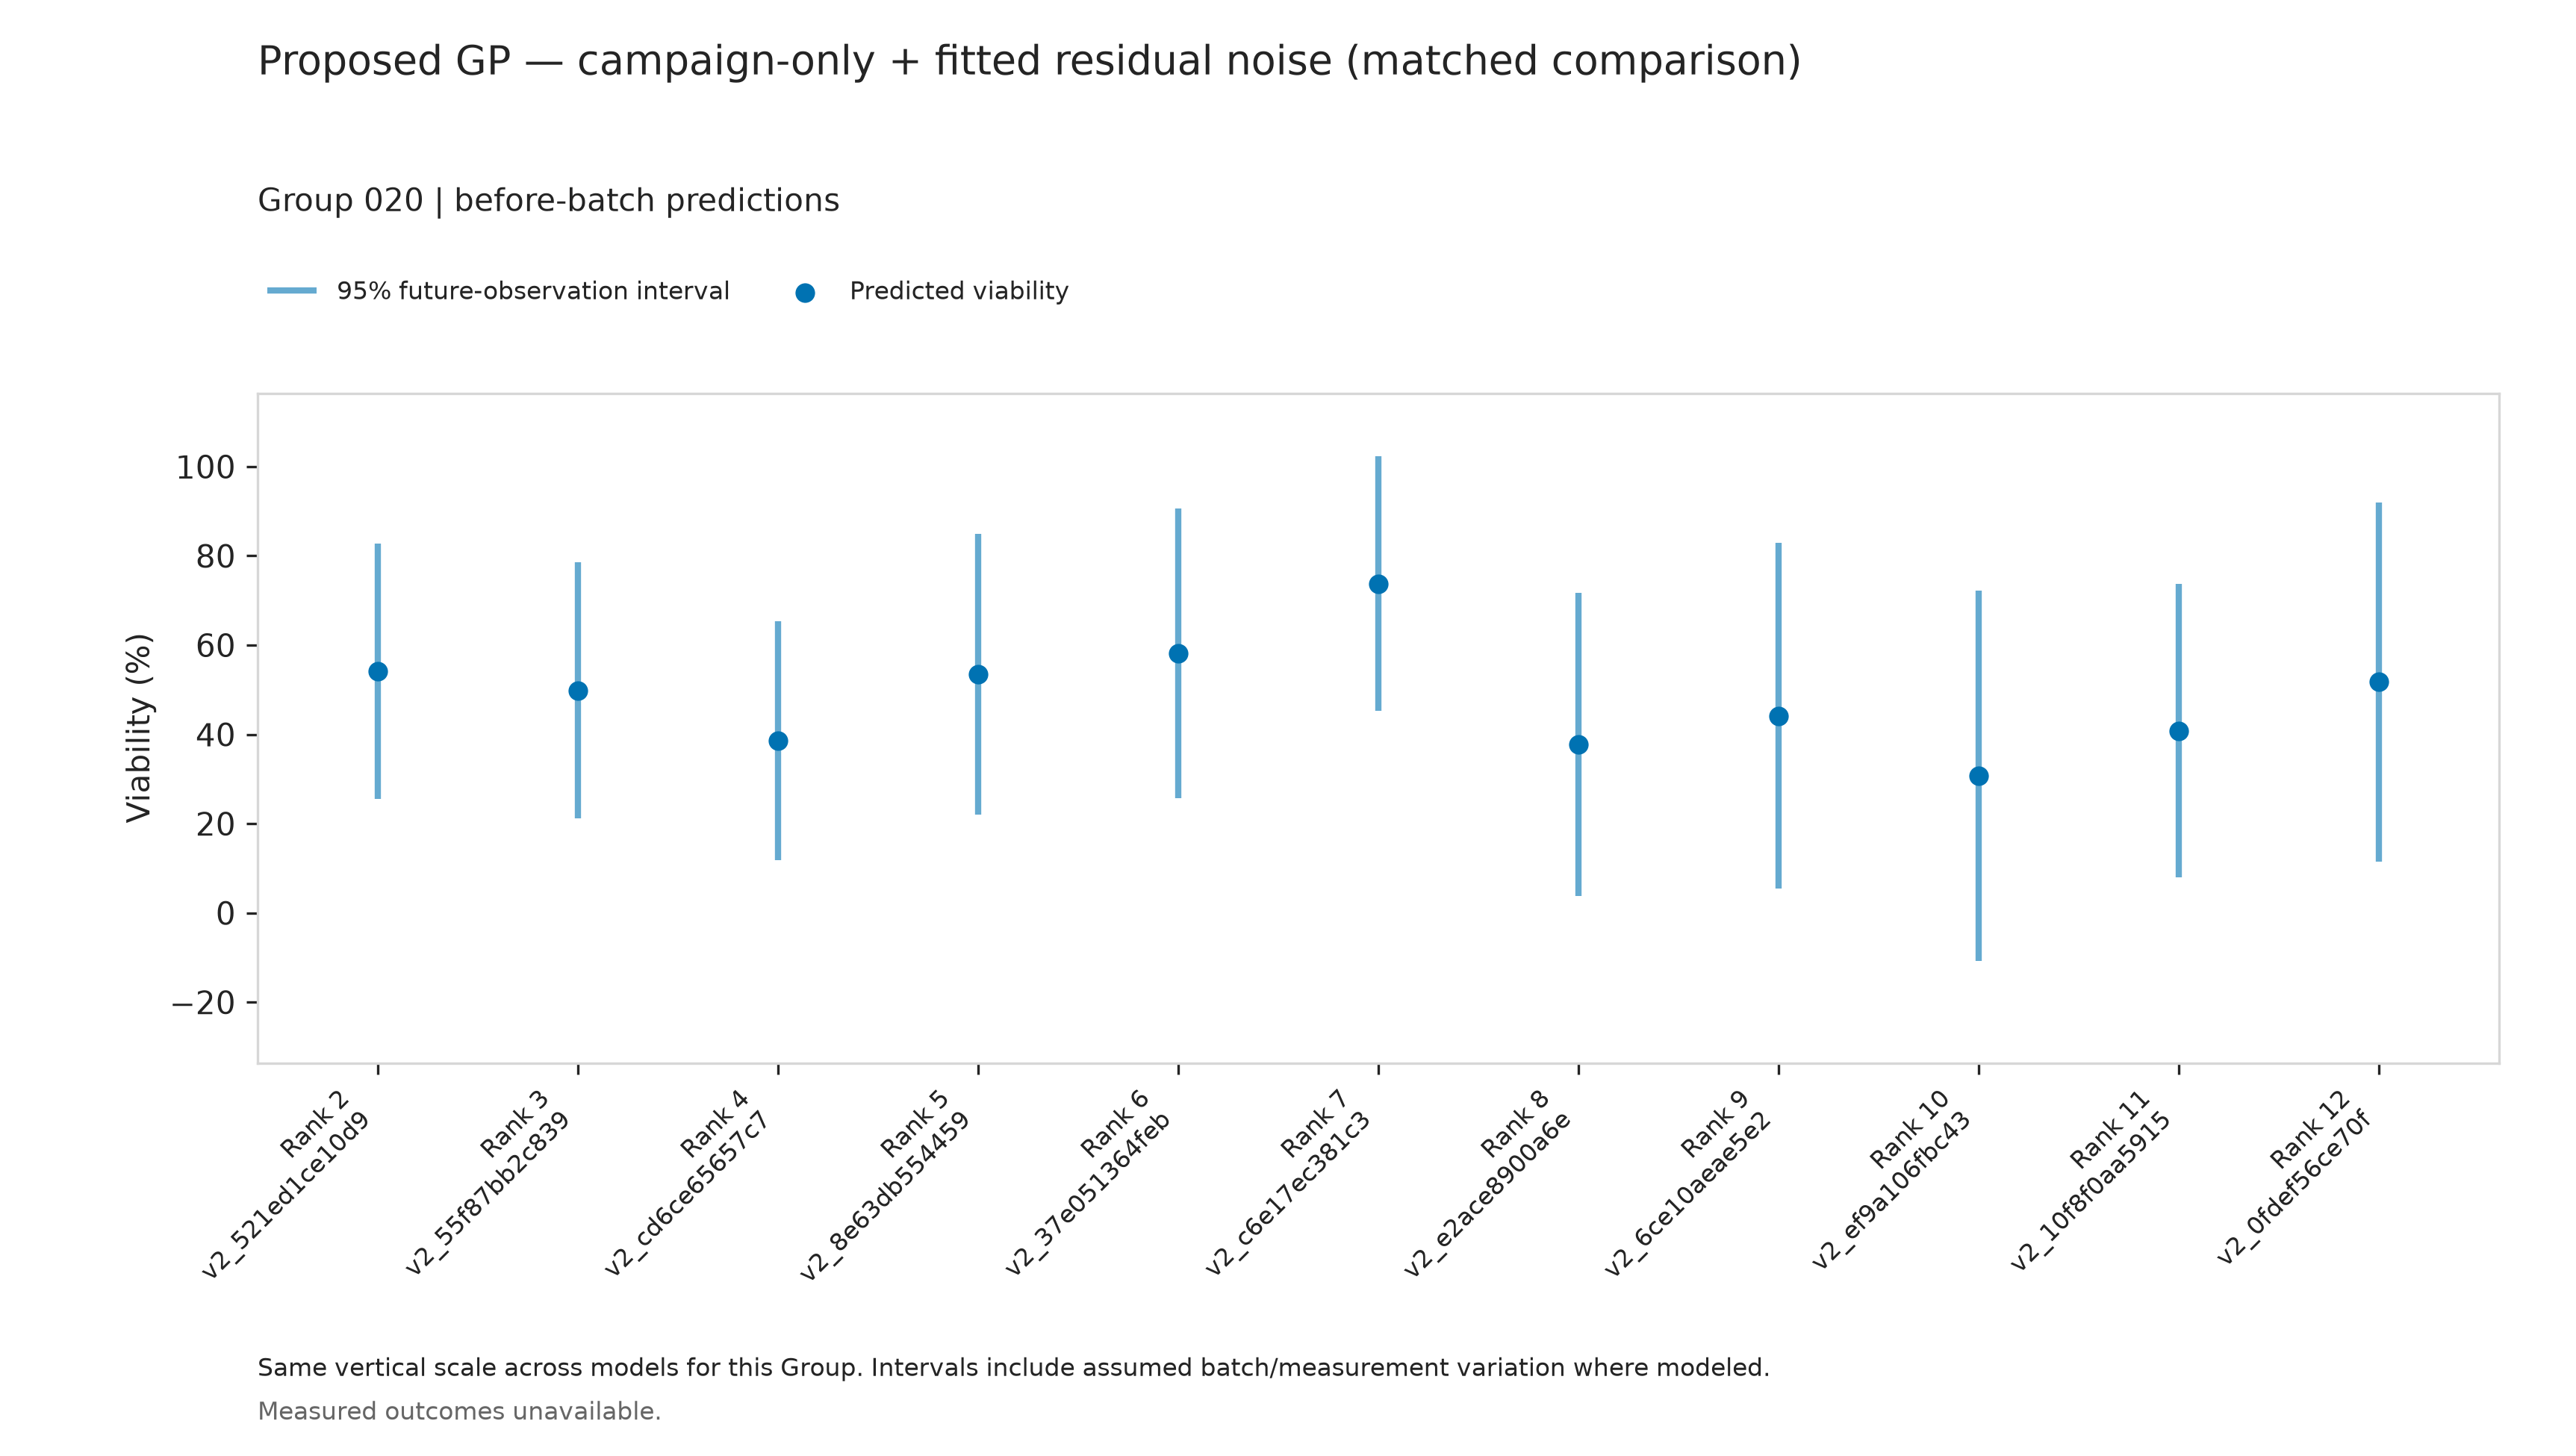 Proposed GP — campaign-only + fitted residual noise (matched comparison)
Group 020 | before-batch predictions
95% future-observation interval
Predicted viability
Viability (%)
100
80
60
40
20
0
−20
Rank 2
v2_521ed1ce10d9
Rank 3
v2_55f87bb2c839
Rank 4
v2_cd6ce65657c7
Rank 5
v2_8e63db554459
Rank 6
v2_37e051364feb
Rank 7
v2_c6e17ec381c3
Rank 8
v2_e2ace8900a6e
Rank 9
v2_6ce10aeae5e2
Rank 10
v2_ef9a106fbc43
Rank 11
v2_10f8f0aa5915
Rank 12
v2_0fdef56ce70f
Same vertical scale across models for this Group. Intervals include assumed batch/measurement variation where modeled.
Measured outcomes unavailable.